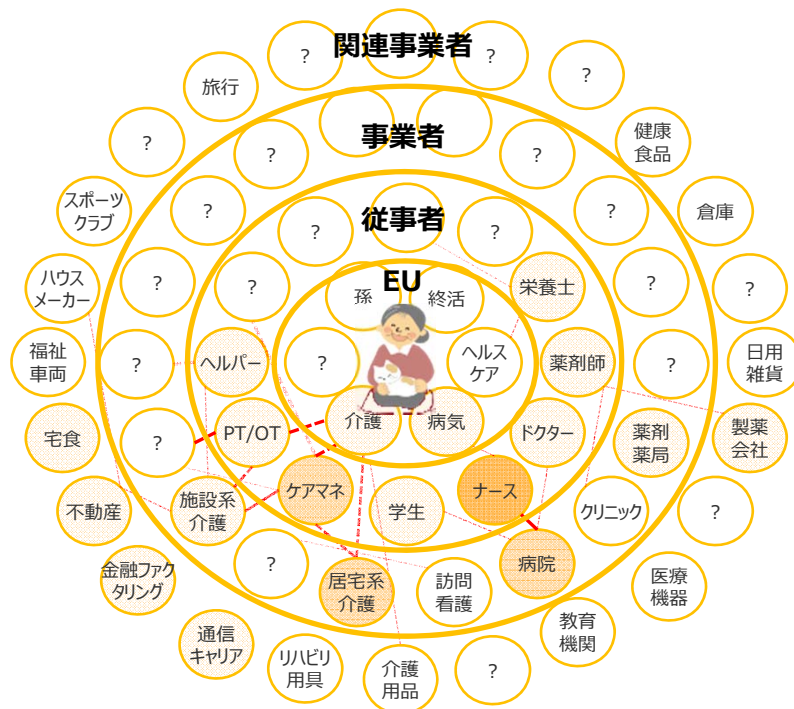 関連事業者
?
?
?
旅行
事業者
?
健康
食品
?
?
スポーツ
クラブ
?
従事者
?
倉庫
?
?
?
ハウス
メーカー
?
?
EU
孫
終活
栄養士
?
?
福祉
車両
?
ヘルパー
?
ヘルス
ケア
薬剤師
?
日用
雑貨
宅食
?
PT/OT
介護
病気
ドクター
薬剤
薬局
製薬
会社
不動産
施設系
介護
ケアマネ
学生
ナース
クリニック
?
金融ファク
タリング
?
居宅系
介護
訪問
看護
病院
医療
機器
通信
キャリア
リハビリ
用具
介護
用品
?
教育
機関